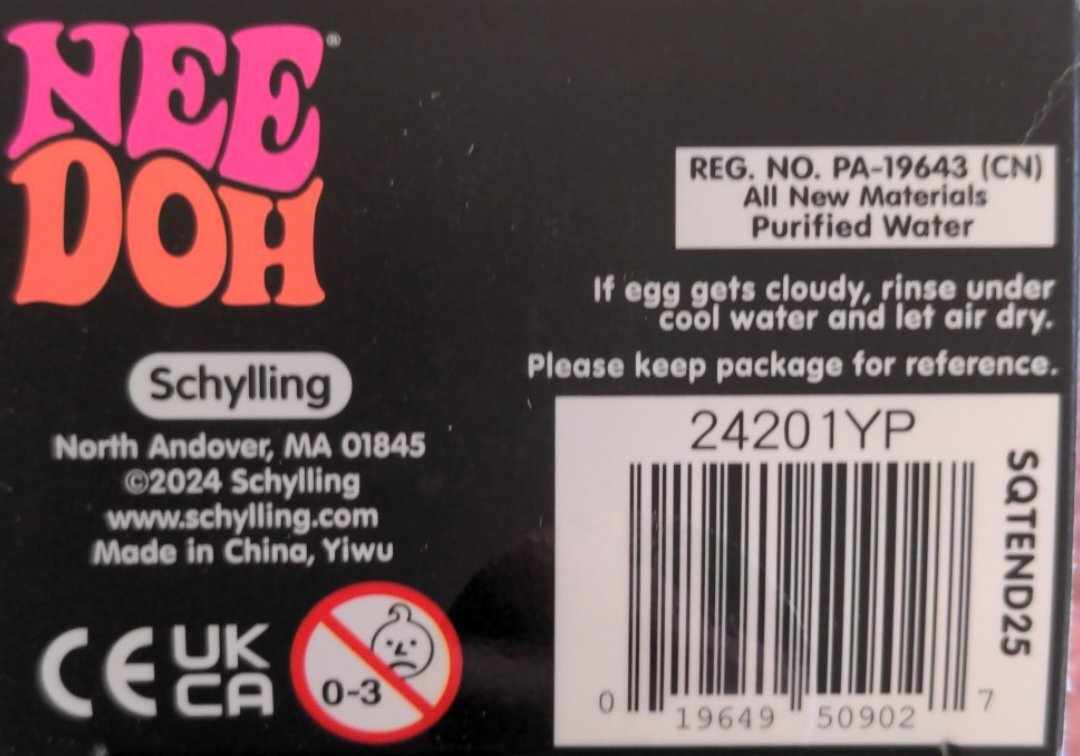 NEE
DOH®
REG. NO. PA-19643 (CN)
All New Materials
Purified Water
If egg gets cloudy, rinse under
cool water and let air dry.
Please keep package for reference.
Schylling
North Andover, MA 01845
©2024 Schylling
www.schylling.com
Made in China, Yiwu
CE
UK
CA
0-3
24201YP
SQTEND25
0 19649 50902 7